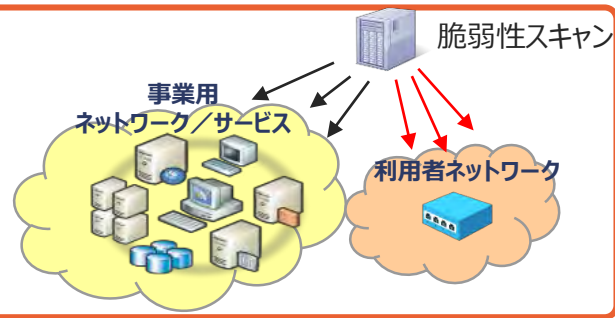 脆弱性スキャン
事業用
ネットワーク／サービス
利用者ネットワーク